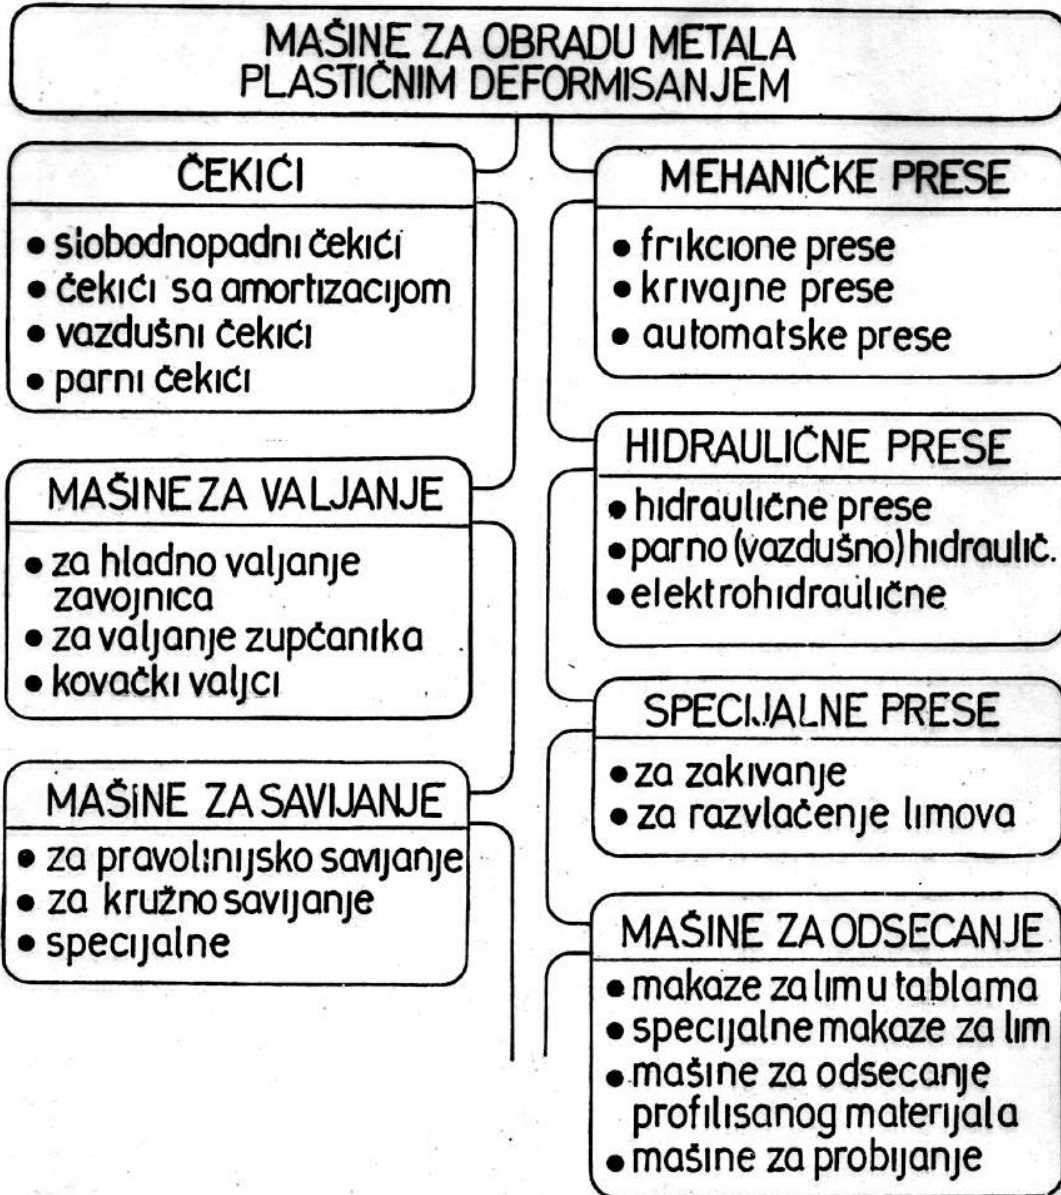 MAŠINE ZA OBRADU METALA
PLASTIČNIM DEFORMISANJEM
ČEKIĆI
• slobodnopadni čekići
• čekići sa amortizacijom
• vazdušni čekići
• parni čekići
MAŠINE ZA VALJANJE
• za hladno valjanje
zavojnica
• za valjanje zupčanika
• kovački valjci
MAŠINE ZA SAVIJANJE
• za pravolinijsko savijanje
• za kružno savijanje
• specijalne
MEHANIČKE PRESE
• frikcione prese
• krivajne prese
• automatske prese
HIDRAULIČNE PRESE
• hidraulične prese
• parno (vazdušno) hidraulič.
• elektrohidraulične
SPECIJALNE PRESE
• za zakivanje
• za razvlačenje limova
MAŠINE ZA ODSECANJE
• makaze za lim u tablama
• specijalne makaze za lim
• mašine za odsecanje
profilisanog materijala
• mašine za probijanje